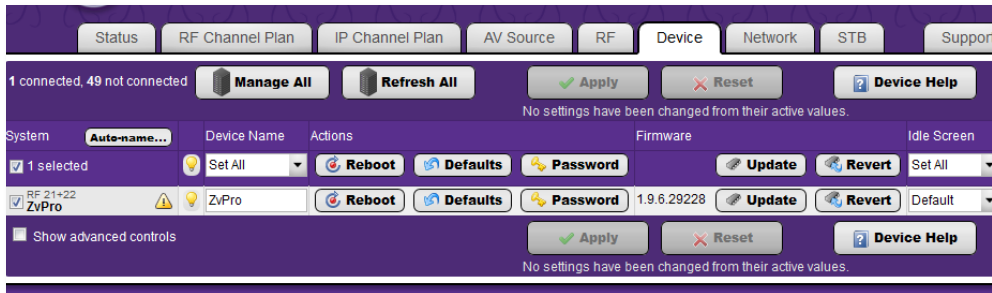 Status RF Channel Plan IP Channel Plan AV Source RF Device Network STB Suppor
1 connected, 49 not connected Manage All Refresh All Apply Reset Device Help
No settings have been changed from their active values.
System Auto-name... Device Name Actions Firmware Idle Screen
1 selected Set All Reboot Defaults Password Update Revert Set All
RF 21+22
ZvPro ZvPro Reboot Defaults Password 1.9.6.29228 Update Revert Default
Show advanced controls Apply Reset Device Help
No settings have been changed from their active values.